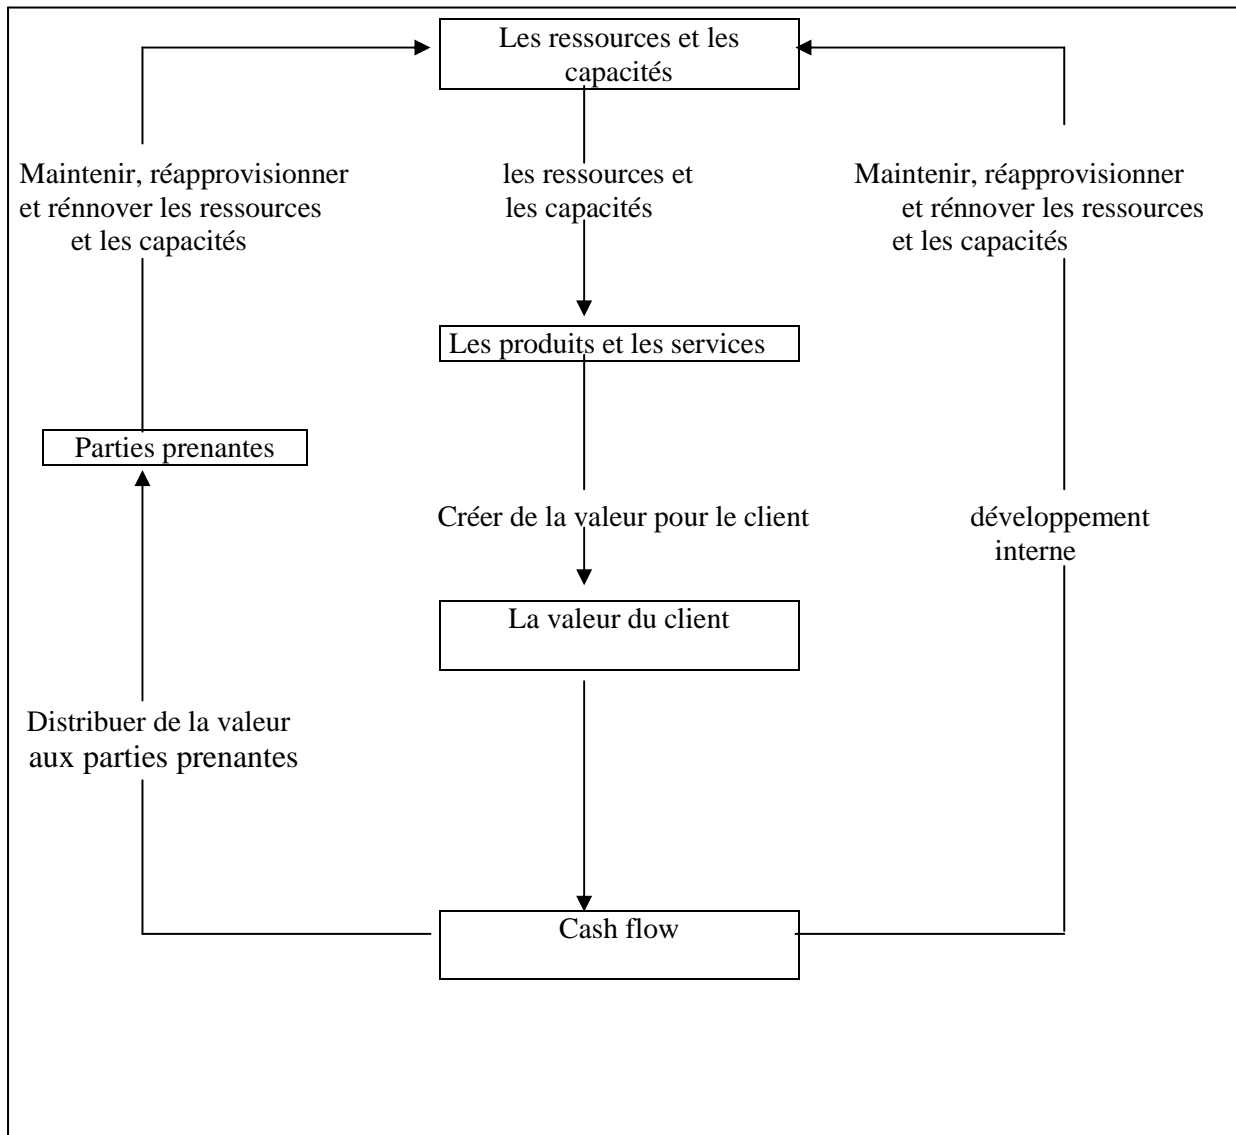 Les ressources et les
capacités
Maintenir, réapprovisionner
et rénnover les ressources
et les capacités
les ressources et
les capacités
Maintenir, réapprovisionner
et rénnover les ressources
et les capacités
Les produits et les services
Parties prenantes
Créer de la valeur pour le client
développement
interne
La valeur du client
Distribuer de la valeur
aux parties prenantes
Cash flow